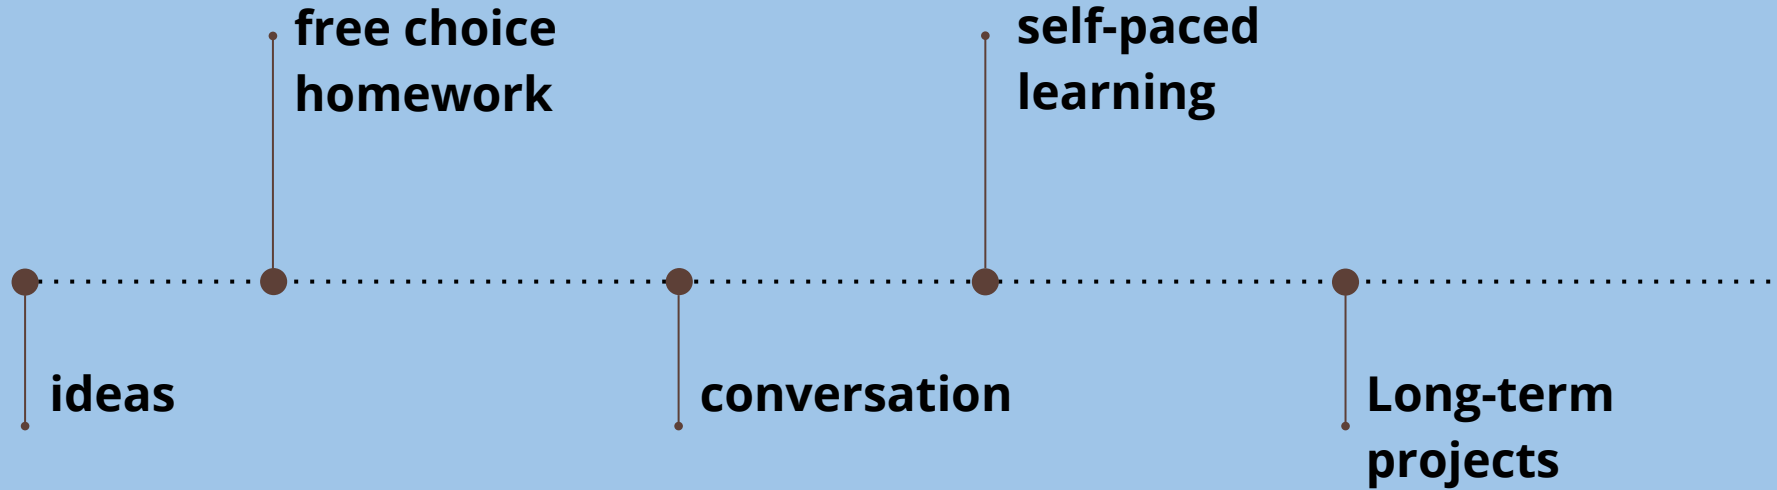 free choice
homework
self-paced
learning
ideas
conversation
Long-term
projects